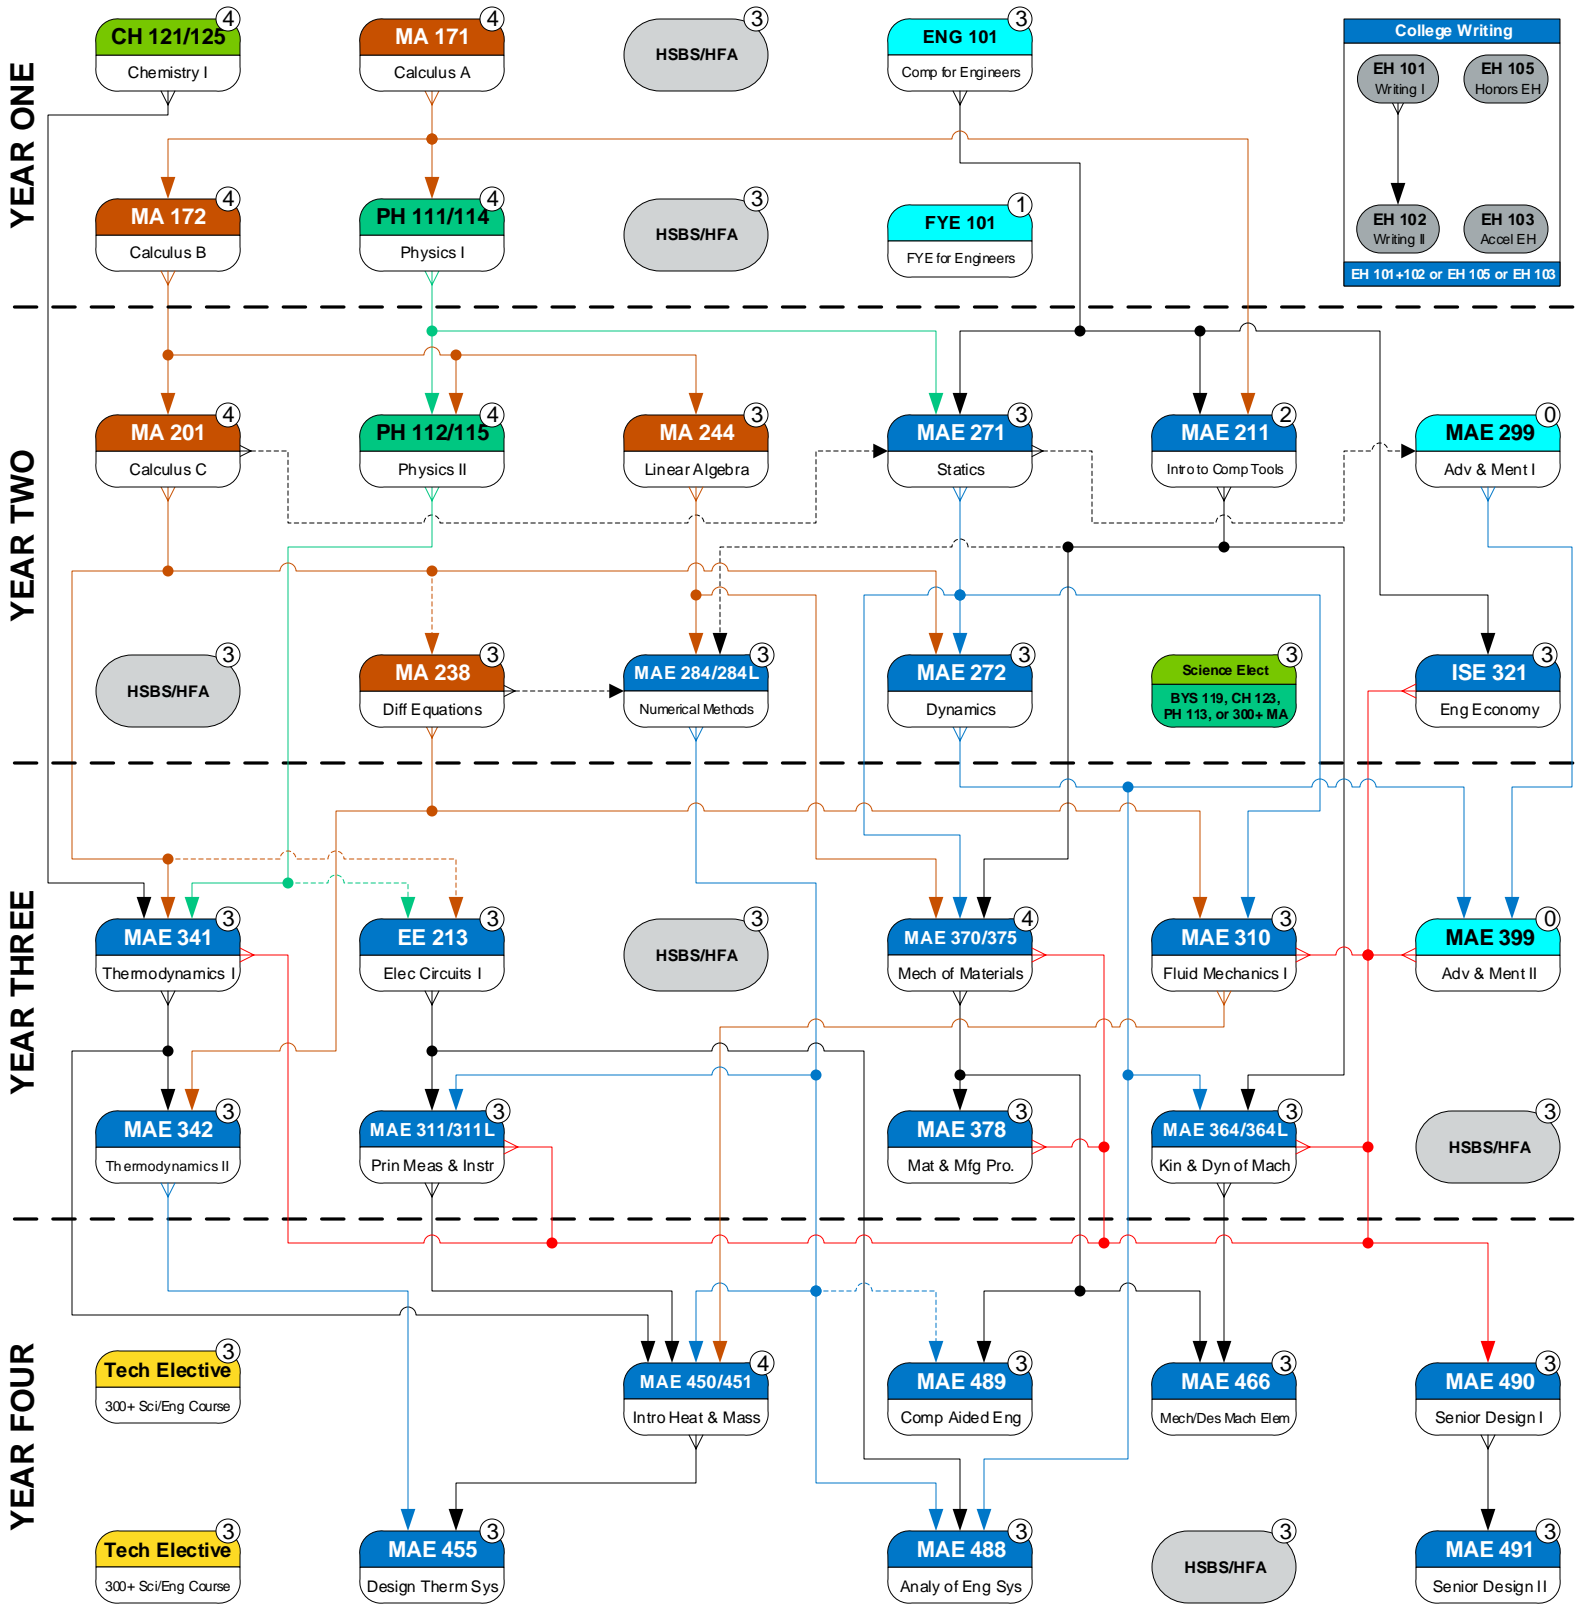 YEAR ONE
4
CH 121/125
Chemistry I
4
MA 171
Calculus A
3
HSBS/HFA
3
ENG 101
Comp for Engineers
College Writing
EH 101
Writing I
EH 105
Honors EH
EH 102
Writing II
EH 103
Accel EH
EH 101+102 or EH 105 or EH 103
4
MA 172
Calculus B
4
PH 111/114
Physics I
3
HSBS/HFA
1
FYE 101
FYE for Engineers
YEAR TWO
4
MA 201
Calculus C
4
PH 112/115
Physics II
3
MA 244
Linear Algebra
3
MAE 271
Statics
2
MAE 211
Intro to Comp Tools
0
MAE 299
Adv & Ment I
3
HSBS/HFA
3
MA 238
Diff Equations
3
MAE 284/284L
Numerical Methods
3
MAE 272
Dynamics
3
Science Elect
BYS 119, CH 123,
PH 113, or 300+ MA
3
ISE 321
Eng Economy
YEAR THREE
3
MAE 341
Thermodynamics I
3
EE 213
Elec Circuits I
3
HSBS/HFA
4
MAE 370/375
Mech of Materials
3
MAE 310
Fluid Mechanics I
0
MAE 399
Adv & Ment II
3
MAE 342
Thermodynamics II
3
MAE 311/311L
Prin Meas & Instr
3
MAE 378
Mat & Mfg Pro.
3
MAE 364/364L
Kin & Dyn of Mach
3
HSBS/HFA
YEAR FOUR
3
Tech Elective
300+ Sci/Eng Course
4
MAE 450/451
Intro Heat & Mass
3
MAE 489
Comp Aided Eng
3
MAE 466
Mech/Des Mach Elem
3
MAE 490
Senior Design I
3
Tech Elective
300+ Sci/Eng Course
3
MAE 455
Design Therm Sys
3
MAE 488
Analy of Eng Sys
3
HSBS/HFA
3
MAE 491
Senior Design II